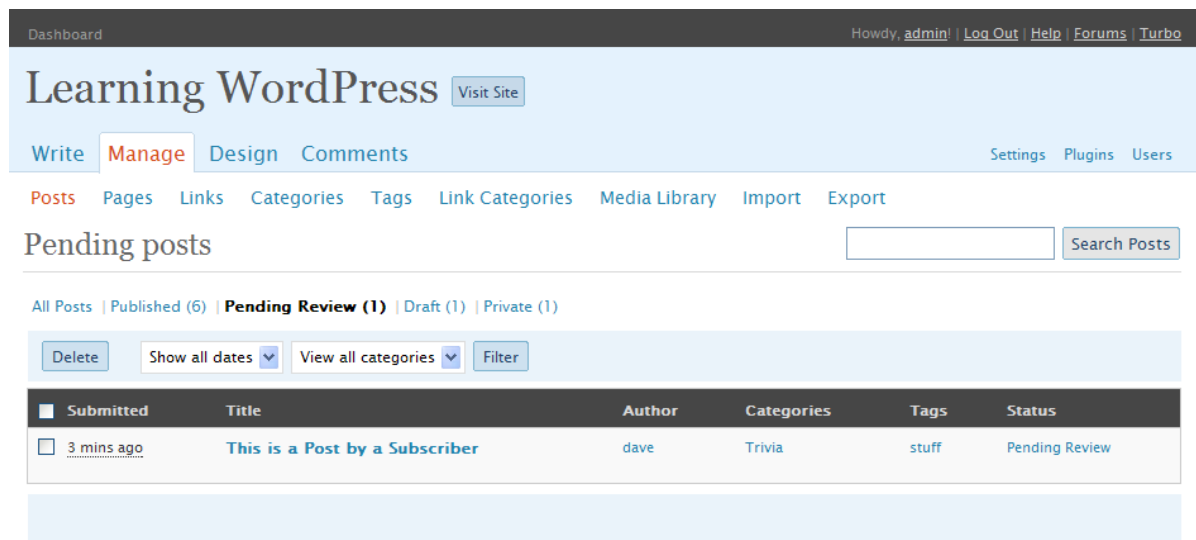 Dashboard Howdy, admin! | Log Out | Help | Forums | Turbo
Learning WordPress Visit Site
Write Manage Design Comments Settings Plugins Users
Posts Pages Links Categories Tags Link Categories Media Library Import Export
Pending posts Search Posts
All Posts | Published (6) | Pending Review (1) | Draft (1) | Private (1)
Delete Show all dates View all categories Filter
Submitted Title Author Categories Tags Status
3 mins ago This is a Post by a Subscriber dave Trivia stuff Pending Review